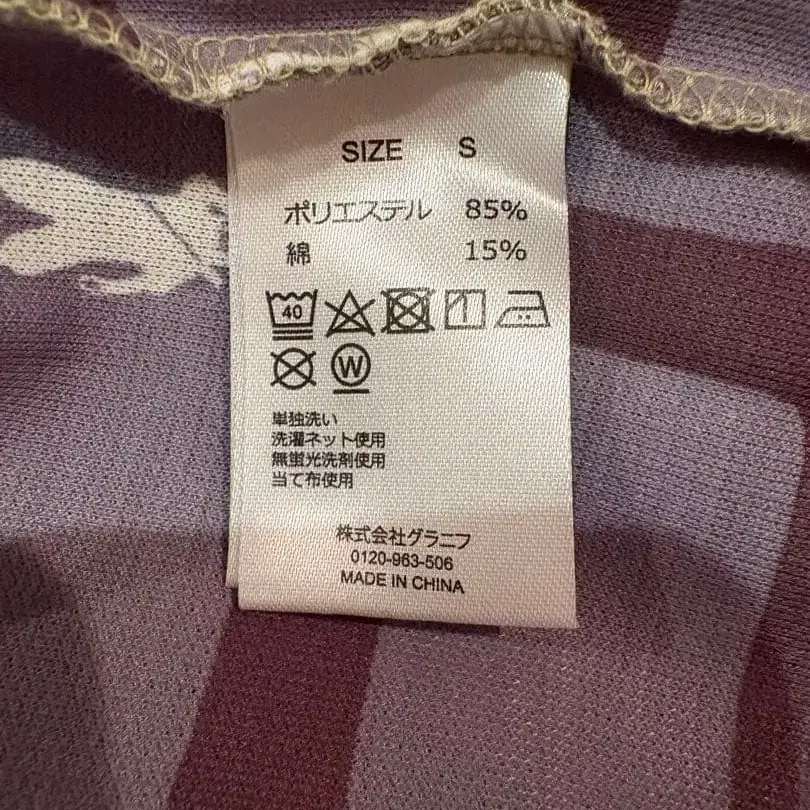 SIZE S
ポリエステル 85%
綿 15%
40
W
単独洗い
洗濯ネット使用
無蛍光洗剤使用
当て布使用
株式会社グラニフ
0120-963-506
MADE IN CHINA